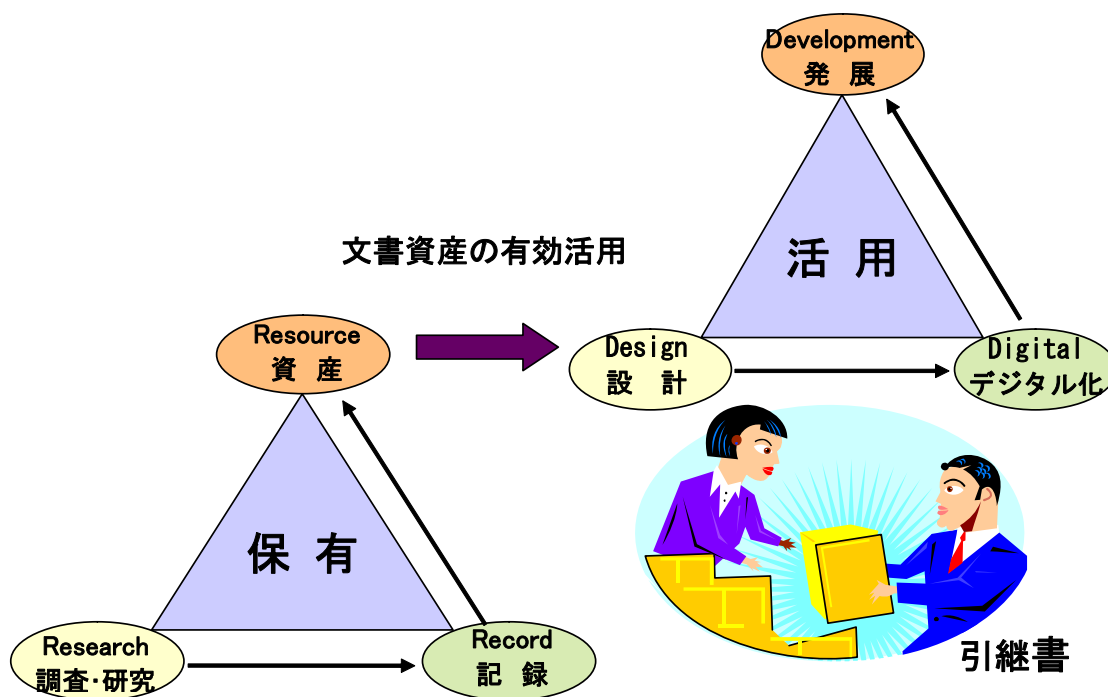 Development
発 展
活 用
文書資産の有効活用
Resource
資 産
Design
設 計
Digital
デジタル化
保 有
Research
調査・研究
Record
記 録
引継書